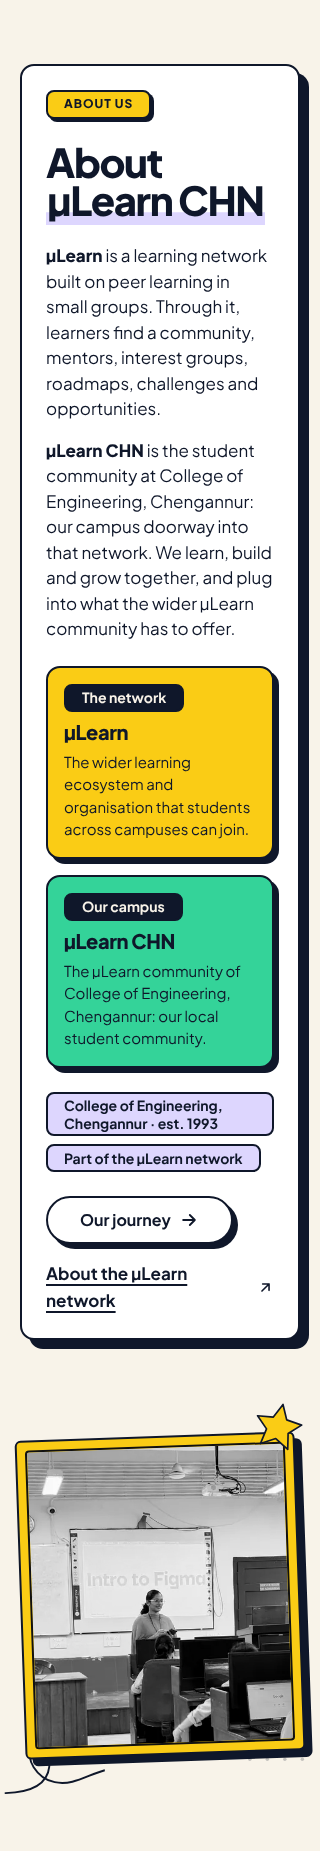 ABOUT US
About
µLearn CHN
µLearn is a learning network
built on peer learning in
small groups. Through it,
learners find a community,
mentors, interest groups,
roadmaps, challenges and
opportunities.
µLearn CHN is the student
community at College of
Engineering, Chengannur:
our campus doorway into
that network. We learn, build
and grow together, and plug
into what the wider µLearn
community has to offer.
The network
µLearn
The wider learning
ecosystem and
organisation that students
across campuses can join.
Our campus
µLearn CHN
The µLearn community of
College of Engineering,
Chengannur: our local
student community.
College of Engineering,
Chengannur · est. 1993
Part of the µLearn network
Our journey →
About the µLearn
network ↗
Intro to Figma